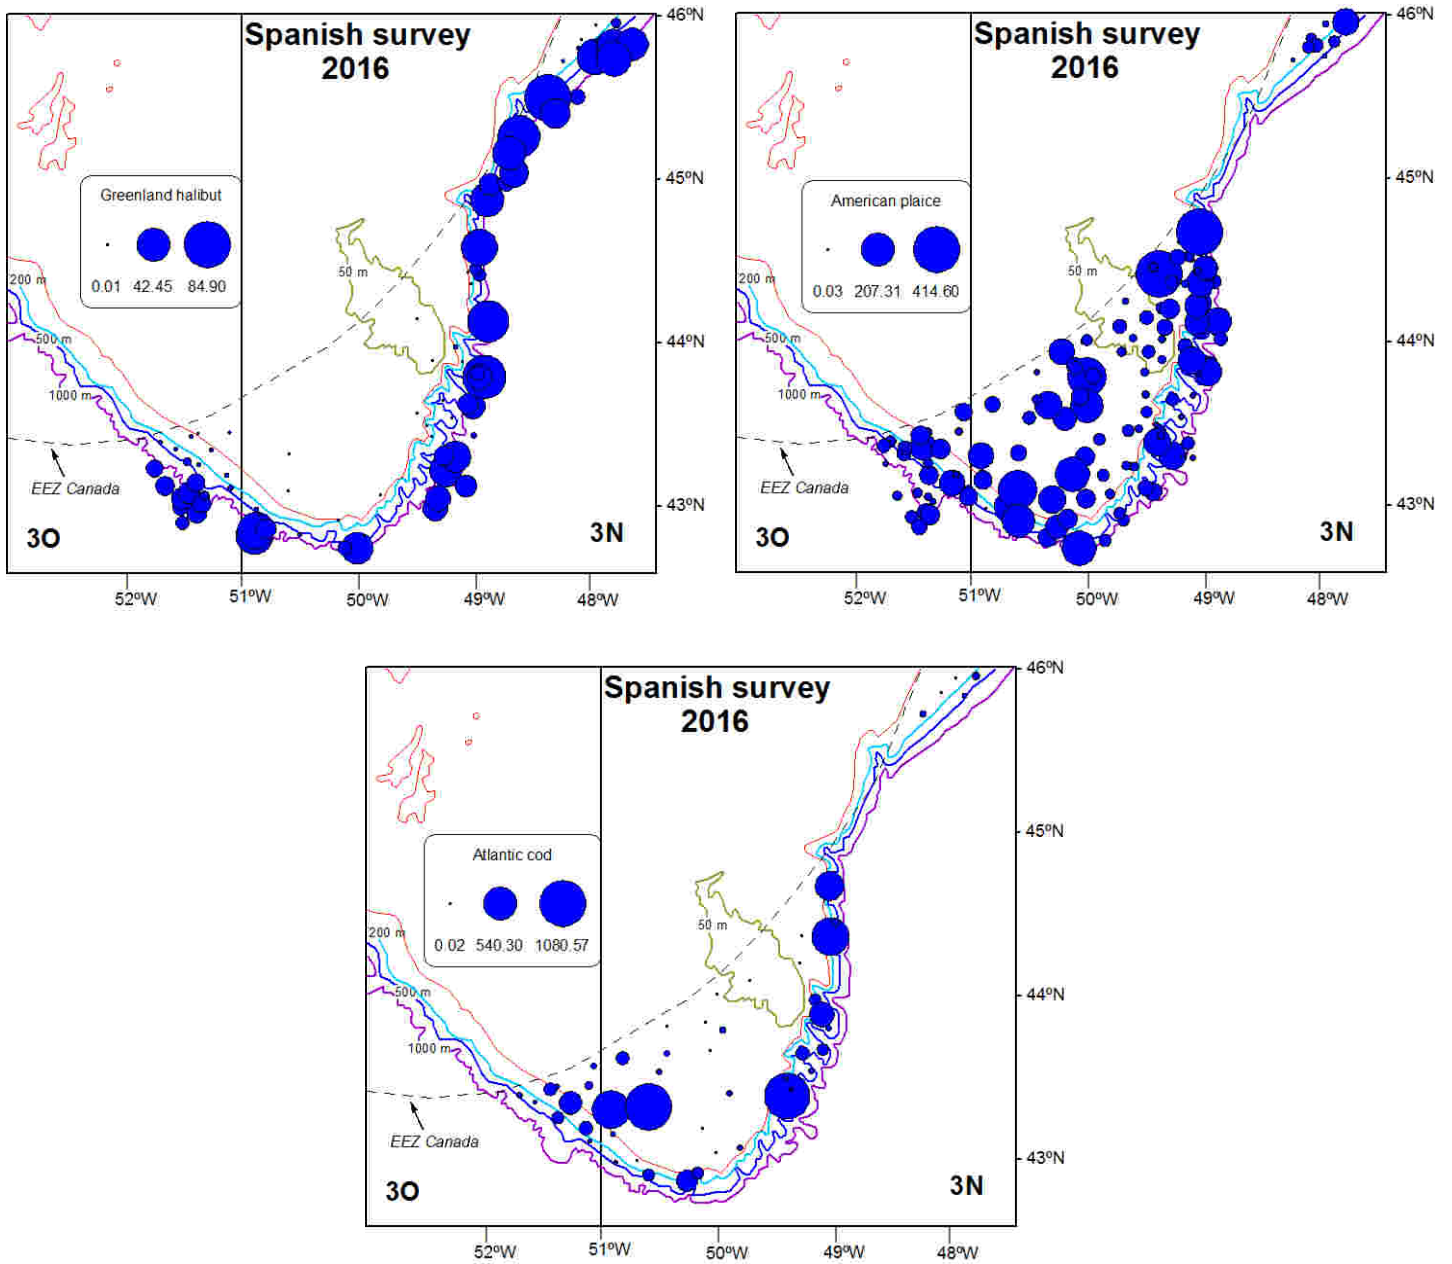 Spanish survey
2016
Greenland halibut
0.01 42.45 84.90
50 m
200 m
500 m
1000 m
EEZ Canada
3O
3N
46ºN
45ºN
44ºN
43ºN
52ºW 51ºW 50ºW 49ºW 48ºW
Spanish survey
2016
American plaice
0.03 207.31 414.60
50 m
200 m
500 m
1000 m
EEZ Canada
3O
3N
46ºN
45ºN
44ºN
43ºN
52ºW 51ºW 50ºW 49ºW 48ºW
Spanish survey
2016
Atlantic cod
0.02 540.30 1080.57
50 m
200 m
500 m
1000 m
EEZ Canada
3O
3N
46ºN
45ºN
44ºN
43ºN
52ºW 51ºW 50ºW 49ºW 48ºW